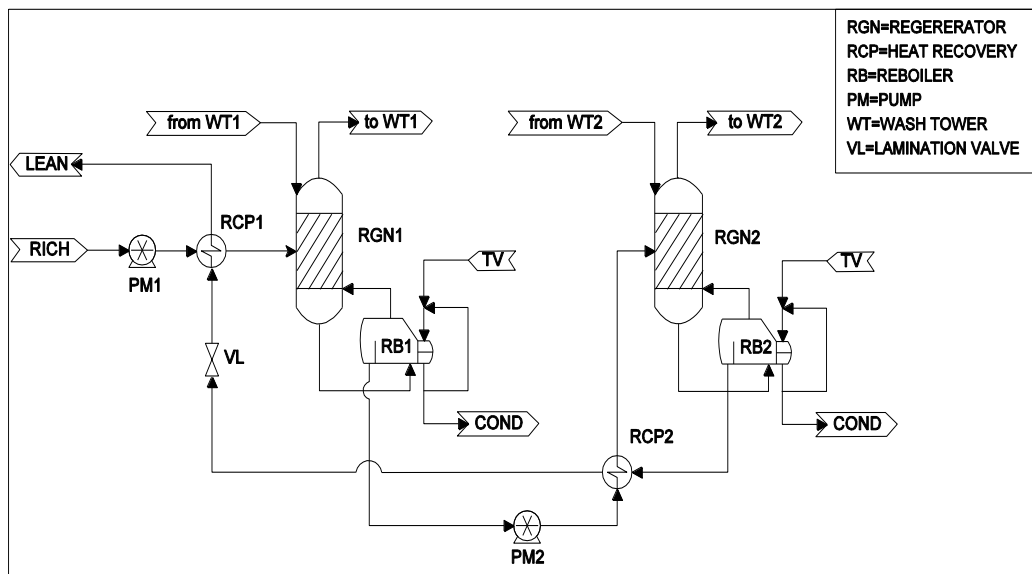 RGN=REGERERATOR
RCP=HEAT RECOVERY
RB=REBOILER
PM=PUMP
WT=WASH TOWER
VL=LAMINATION VALVE
from WT1
to WT1
from WT2
to WT2
LEAN
RCP1
RICH
PM1
RGN1
RGN2
TV
TV
VL
RB1
RB2
COND
COND
RCP2
PM2